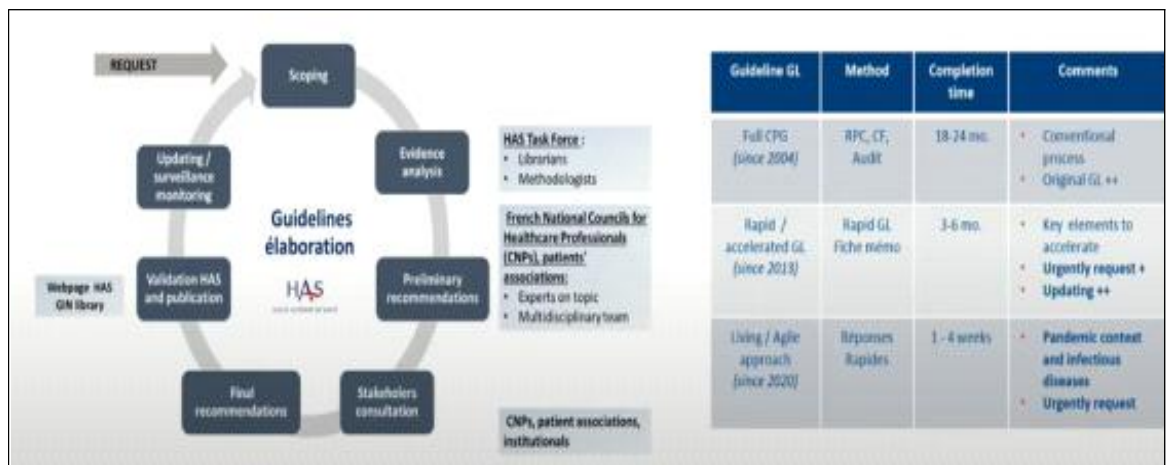 REQUEST
Scoping
Evidence
analysis
Preliminary
recommendations
Stakeholers
consultation
Final
recommendations
Validation HAS
and publication
Updating /
surveillance
monitoring
Guidelines
élaboration
HAS
Webpage HAS
GIN library
HAS Task Force :
• Librarians
• Methodologists
French National Councils for
Healthcare Professionals
(CNPs), patients'
associations:
• Experts on topic
• Multidisciplinary team
CNPs, patient associations,
institutionals
Guideline GL
Method
Completion
time
Comments
Full CPG
(since 2004)
RPC, CF,
Audit
18-24 mo.
• Conventional
process
• Original GL ++
Rapid /
accelerated GL
(since 2013)
Rapid GL
Fiche mémo
3-6 mo.
• Key elements to
accelerate
• Urgently request +
• Updating ++
Living / Agile
approach
(since 2020)
Réponses
Rapides
1 - 4 weeks
• Pandemic context
and infectious
diseases
• Urgently request